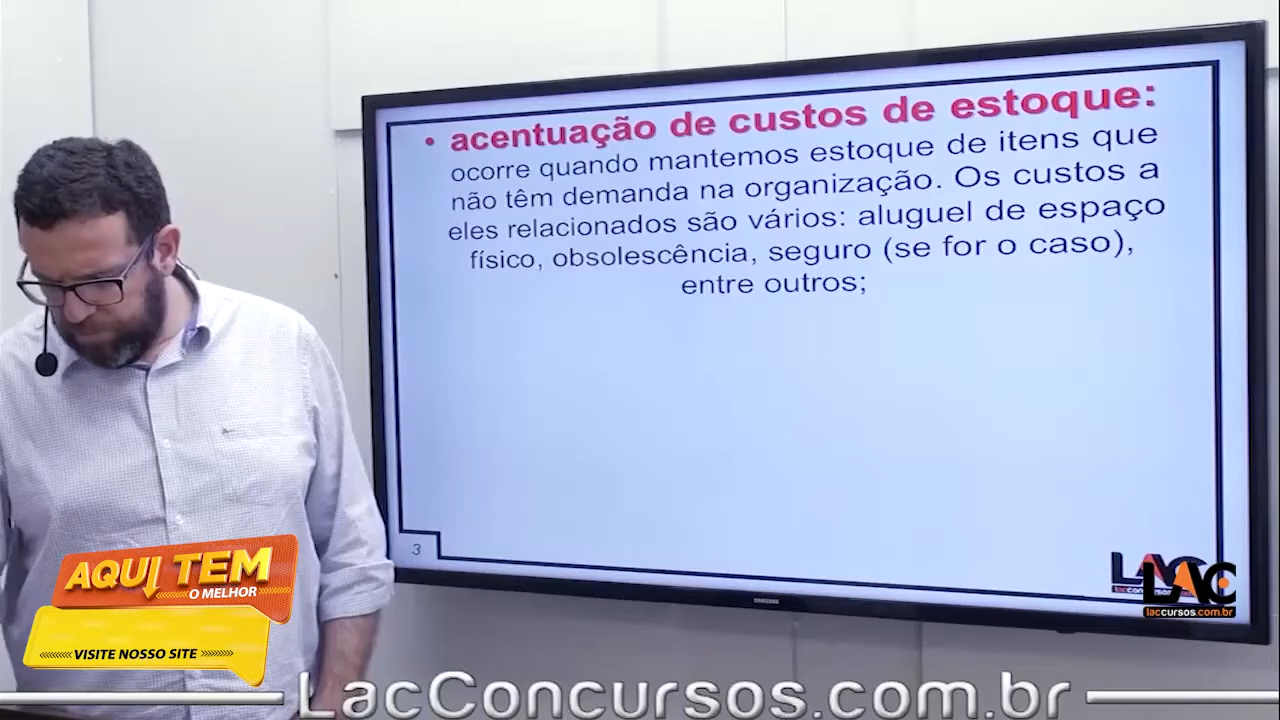 • acentuação de custos de estoque:
ocorre quando mantemos estoque de itens que
não têm demanda na organização. Os custos a
eles relacionados são vários: aluguel de espaço
físico, obsolescência, seguro (se for o caso),
entre outros;
3
LAC
laccursos.com.br
SAMSUNG
AQUI TEM
O MELHOR
VISITE NOSSO SITE
LacConcursos.com.br